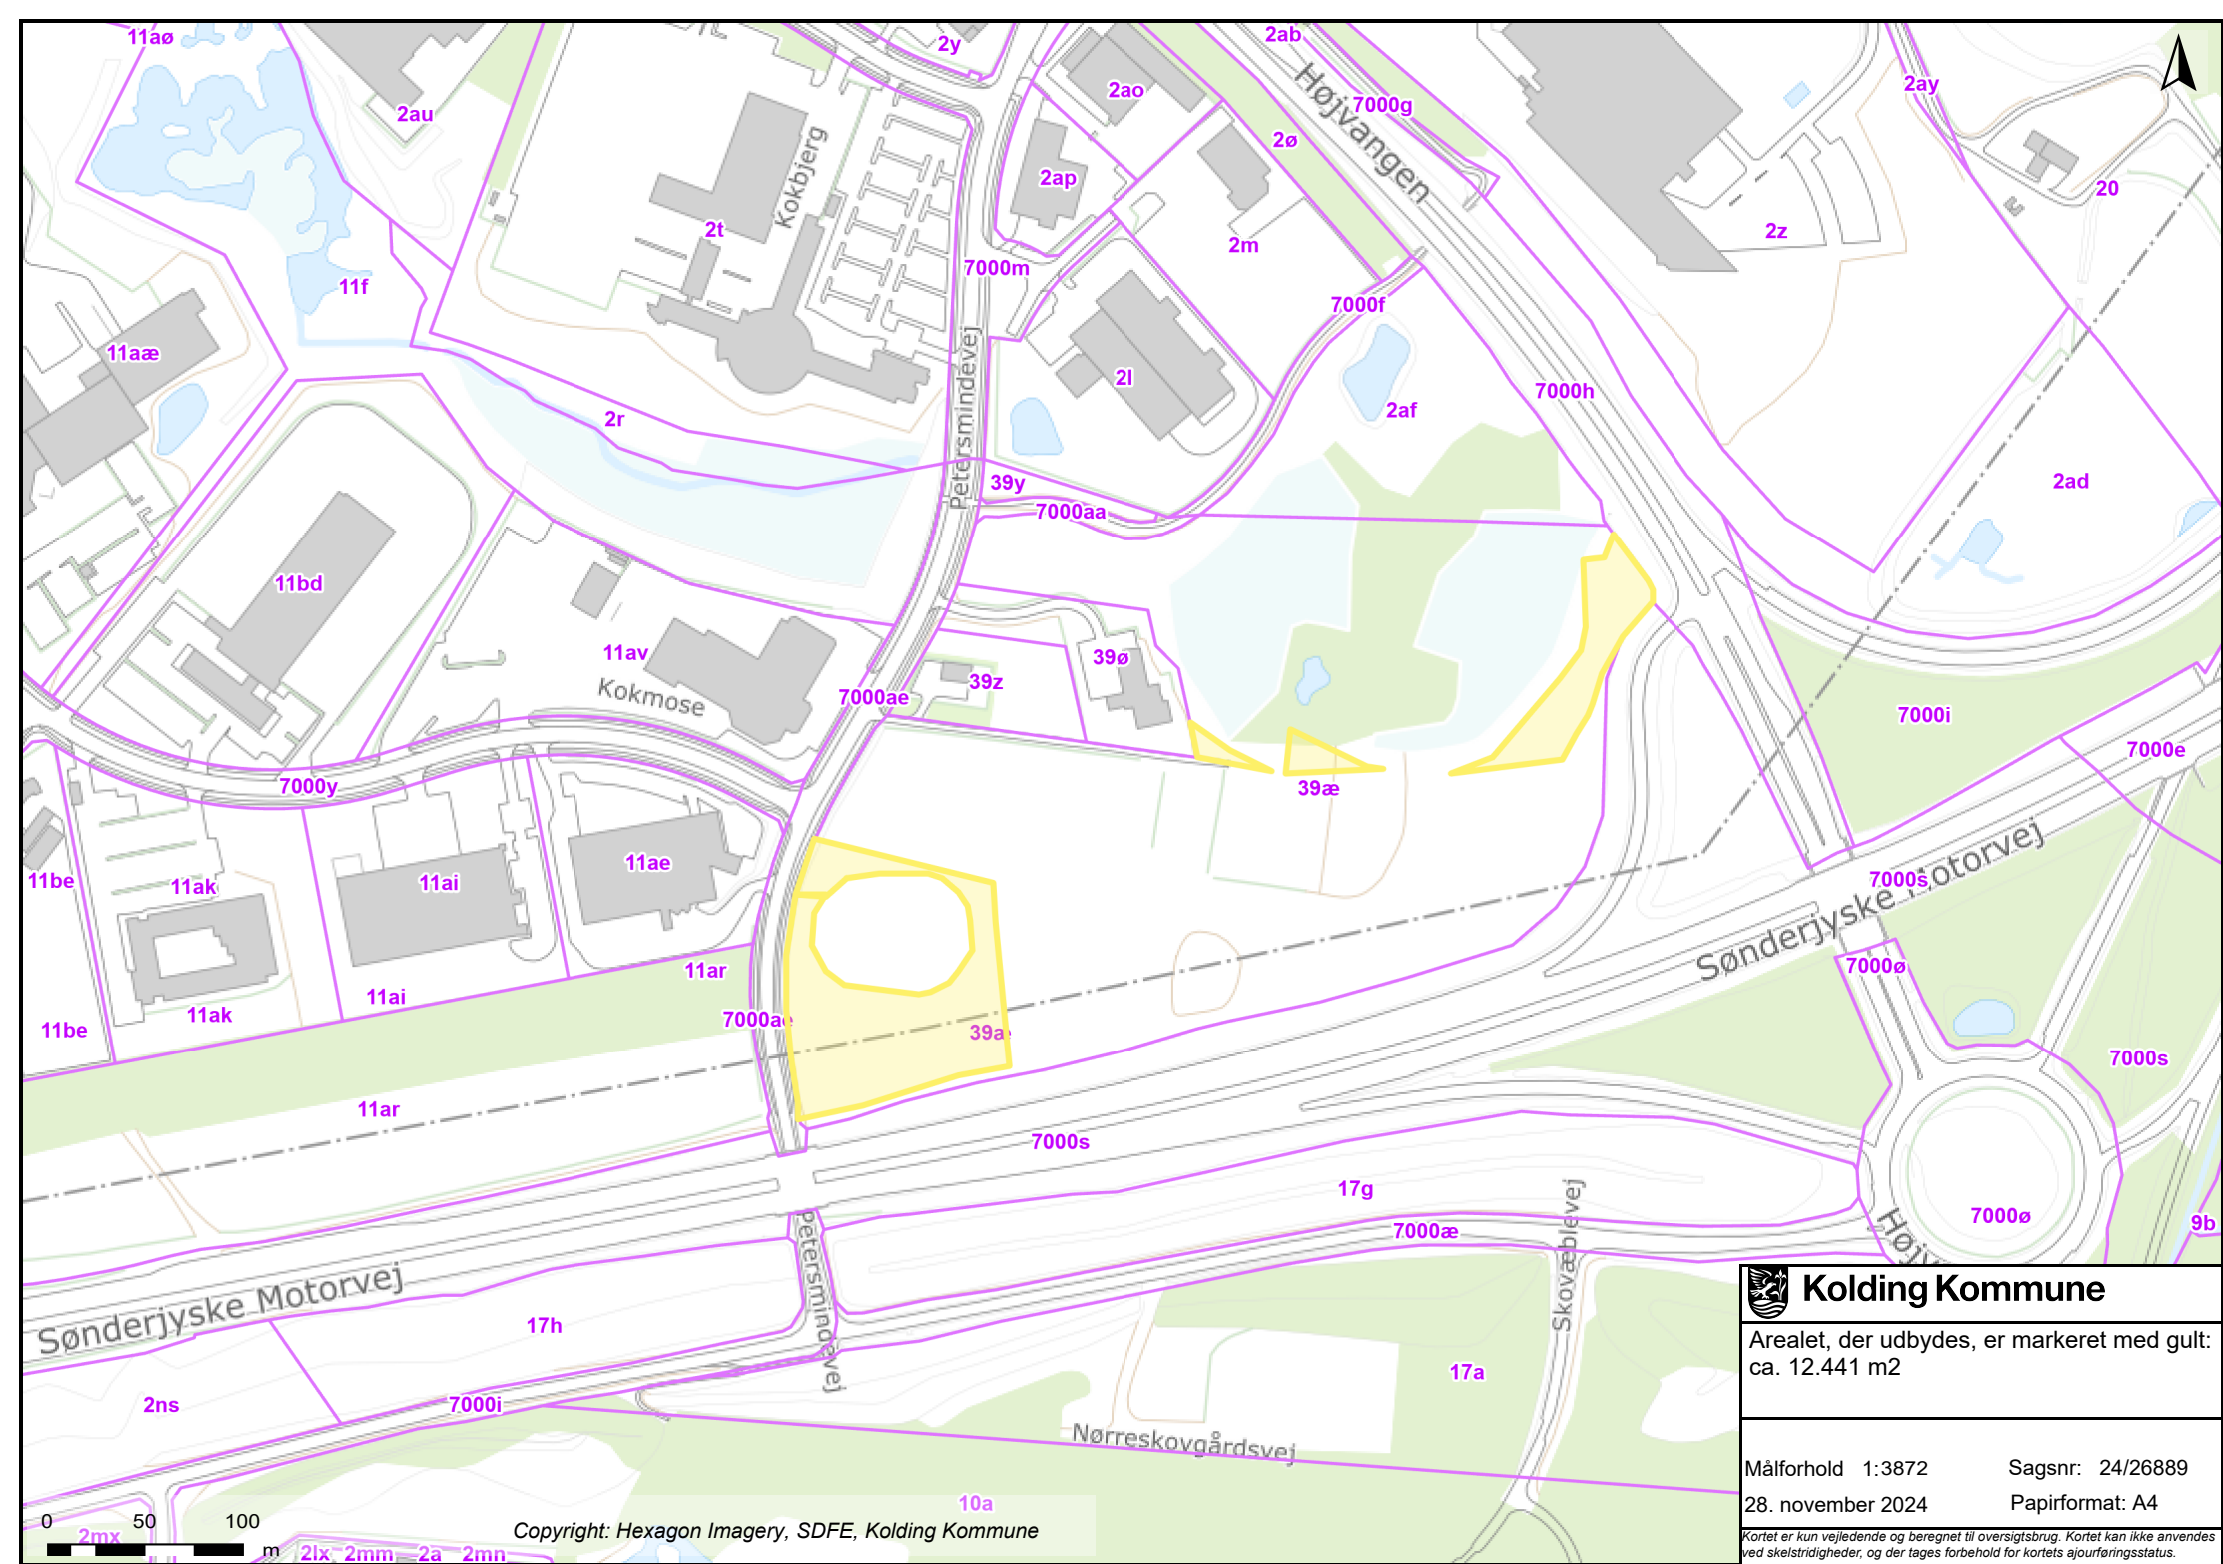 11aø
2y
2ab
2au
2ao
Højvangen
7000g
2ay
2ø
Kokbjerg
2ap
20
2t
2m
2z
7000m
11f
7000f
11aæ
Petersmindevej
2l
7000h
2af
2r
39y
2ad
7000aa
11bd
11av
39ø
39z
Kokmose
7000ae
7000i
7000e
7000y
39æ
11be
11ak
11ai
11ae
7000s
Sønderjyske Motorvej
11ar
7000ø
11ai
11ak
7000ae
11be
39æ
7000s
11ar
7000s
17g
Skovæblevej
7000ø
7000æ
9b
Petersmindevej
Sønderjyske Motorvej
17h
17a
2ns
7000i
Nørreskovgårdsvej
10a
0 50 100
m
2mx
2lx 2mm 2a 2mn
Copyright: Hexagon Imagery, SDFE, Kolding Kommune
Kolding Kommune
Arealet, der udbydes, er markeret med gult:
ca. 12.441 m2
Målforhold 1:3872 Sagsnr: 24/26889
28. november 2024 Papirformat: A4
Kortet er kun vejledende og beregnet til oversigtsbrug. Kortet kan ikke anvendes
ved skelstridigheder, og der tages forbehold for kortets ajourføringsstatus.